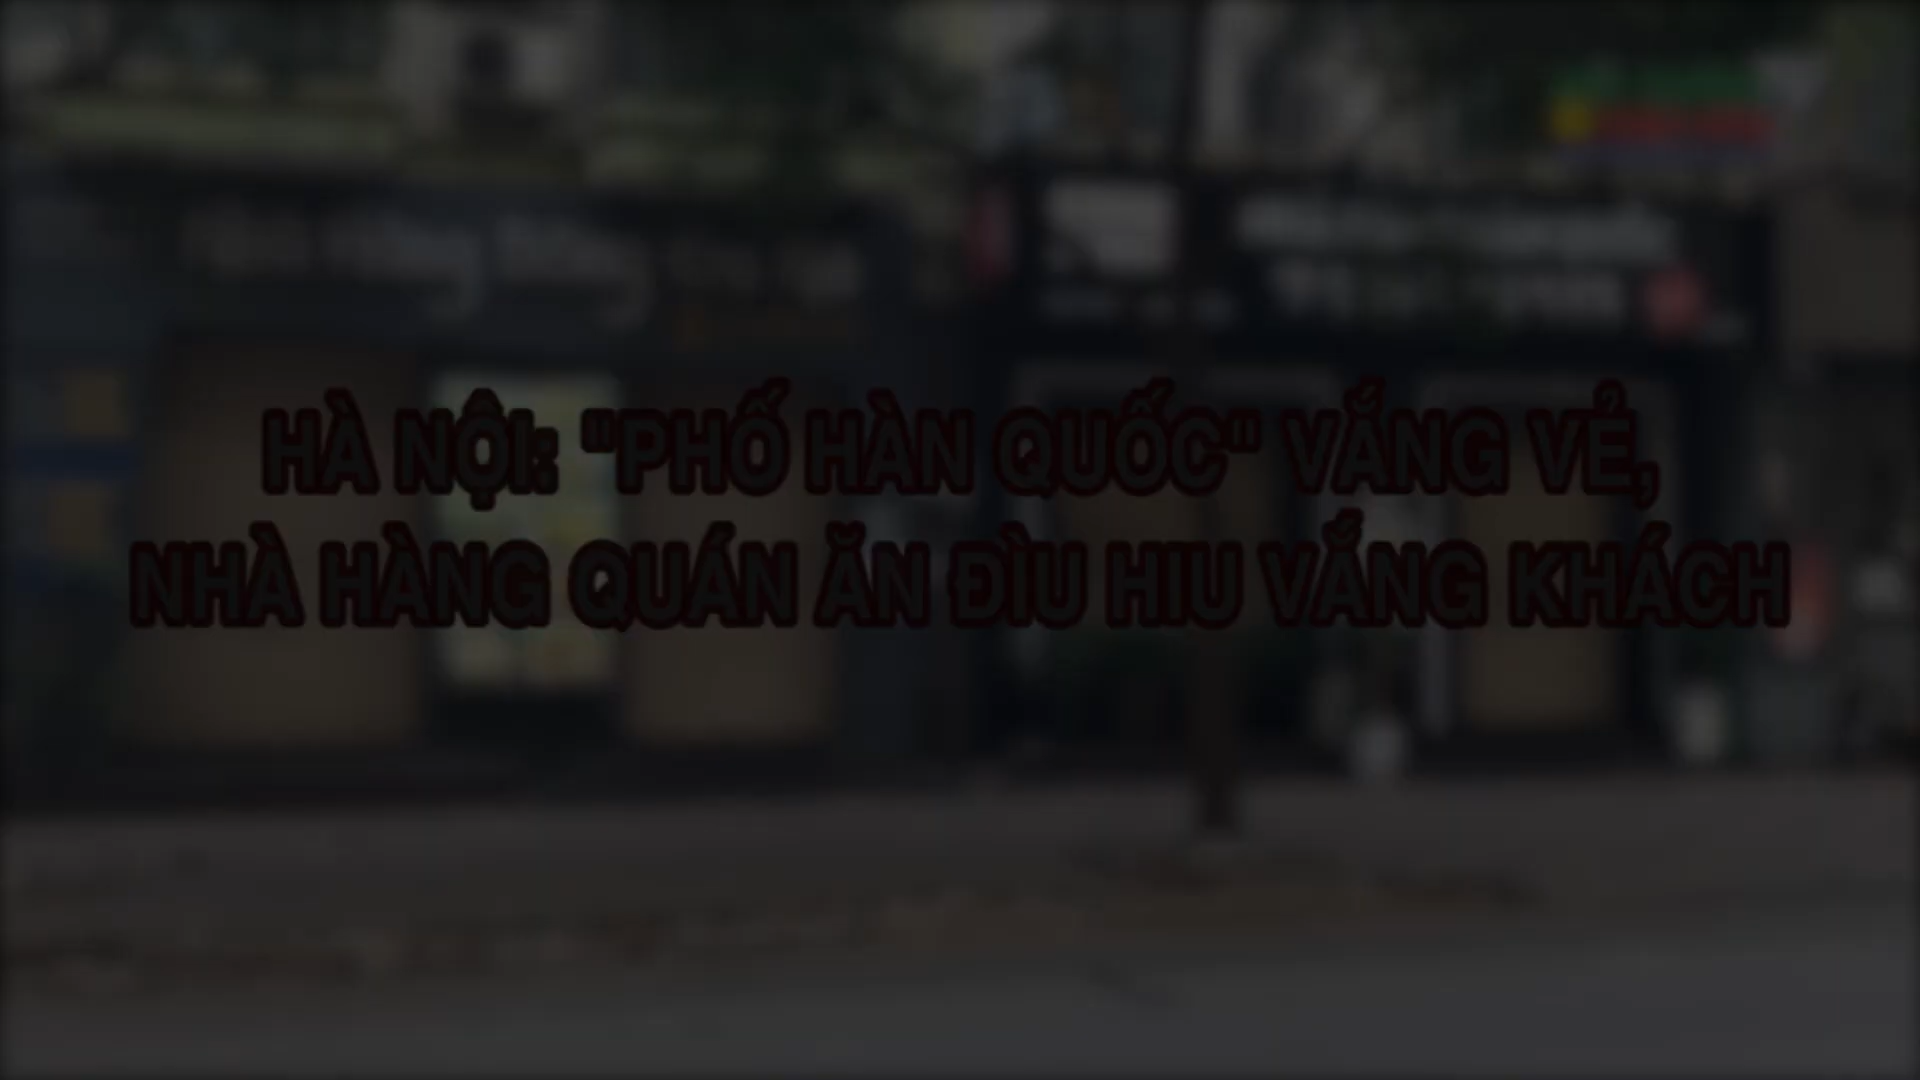 HÀ NỘI: "PHỐ HÀN QUỐC" VẮNG VẺ,
NHÀ HÀNG QUÁN ĂN ĐÌU HIU VẮNG KHÁCH